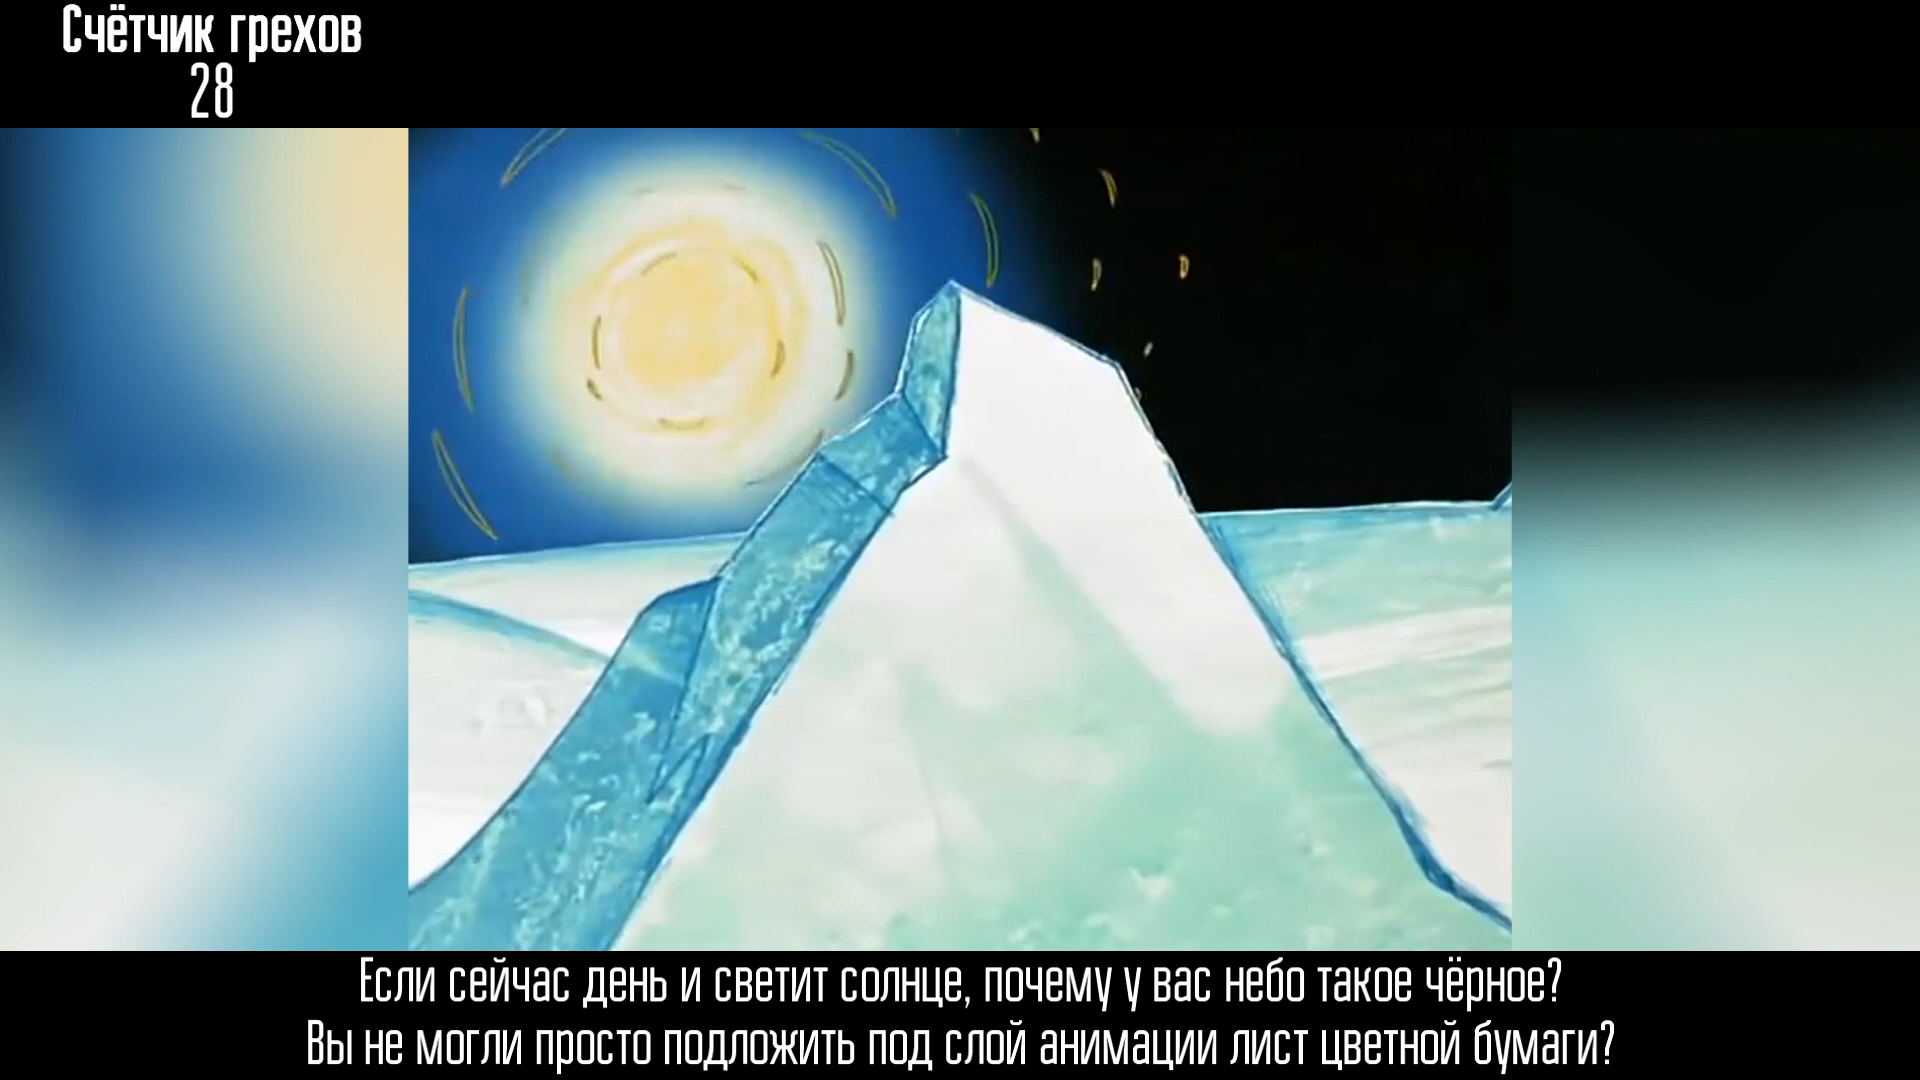 Счётчик грехов
28
Если сейчас день и светит солнце, почему у вас небо такое чёрное?
Вы не могли просто подложить под слой анимации лист цветной бумаги?